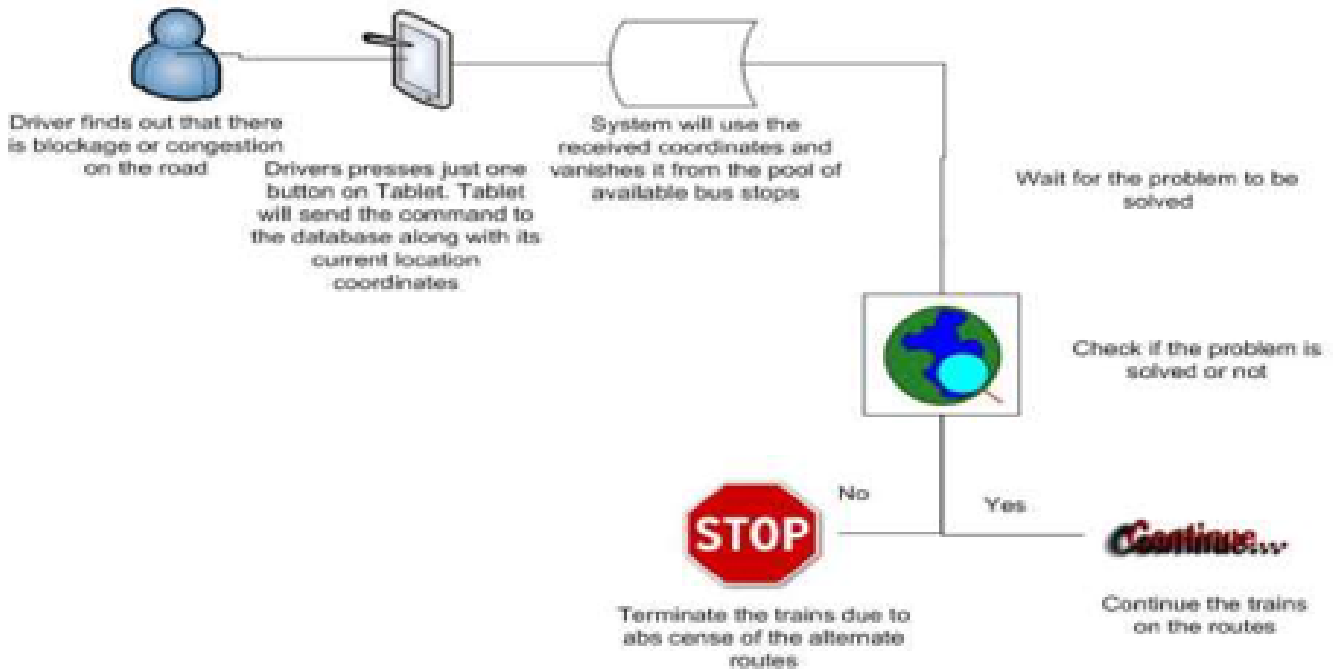 Driver finds out that there
is blockage or congestion
on the road
Drivers presses just one
button on Tablet. Tablet
will send the command to
the database along with its
current location
coordinates
System will use the
received coordinates and
vanishes it from the pool of
available bus stops
Wait for the problem to be
solved
Check if the problem is
solved or not
No
Yes
STOP
Continue...
Terminate the trains due to
abs cense of the alternate
routes
Continue the trains
on the routes